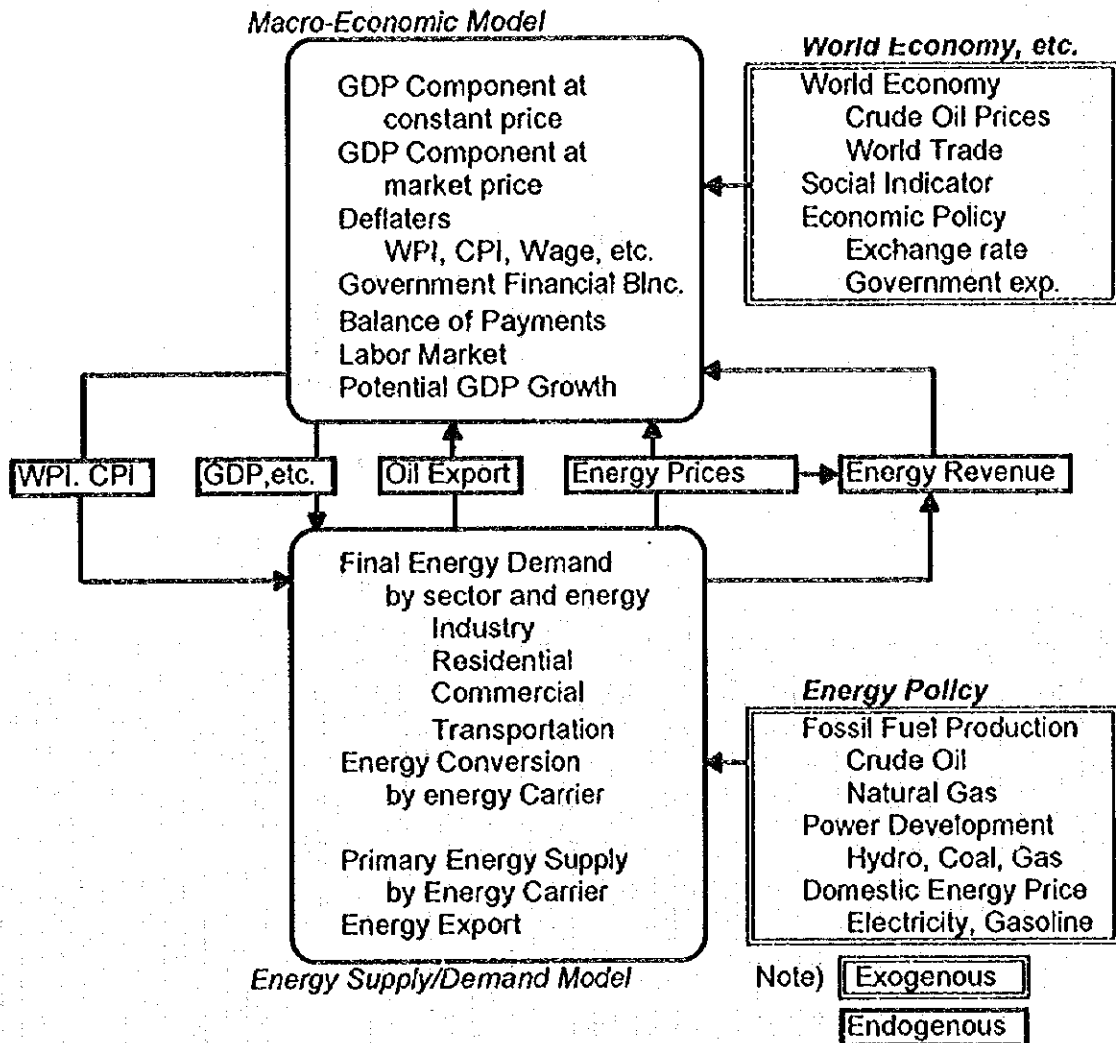 Macro-Economic Model
GDP Component at
constant price
GDP Component at
market price
Deflaters
WPI, CPI, Wage, etc.
Government Financial Blnc.
Balance of Payments
Labor Market
Potential GDP Growth
World Economy, etc.
World Economy
Crude Oil Prices
World Trade
Social Indicator
Economic Policy
Exchange rate
Government exp.
WPI. CPI
GDP,etc.
Oil Export
Energy Prices
Energy Revenue
Final Energy Demand
by sector and energy
Industry
Residential
Commercial
Transportation
Energy Conversion
by energy Carrier
Primary Energy Supply
by Energy Carrier
Energy Export
Energy Supply/Demand Model
Energy Policy
Fossil Fuel Production
Crude Oil
Natural Gas
Power Development
Hydro, Coal, Gas
Domestic Energy Price
Electricity, Gasoline
Note) Exogenous
Endogenous